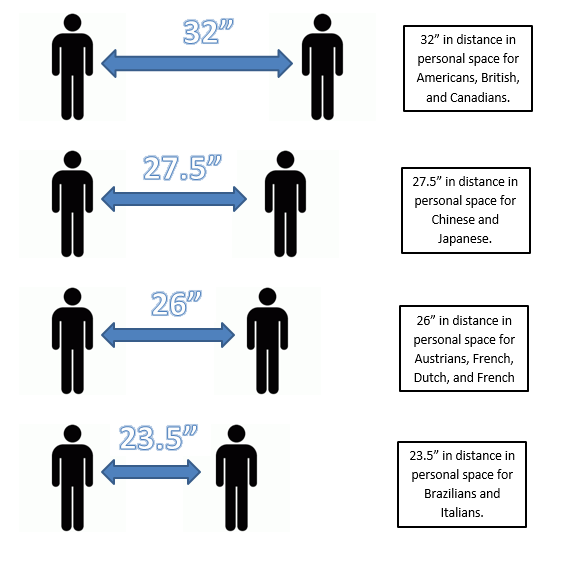 32”
32” in distance in
personal space for
Americans, British,
and Canadians.
27.5”
27.5” in distance in
personal space for
Chinese and
Japanese.
26”
26” in distance in
personal space for
Austrians, French,
Dutch, and French
23.5”
23.5” in distance in
personal space for
Brazilians and
Italians.